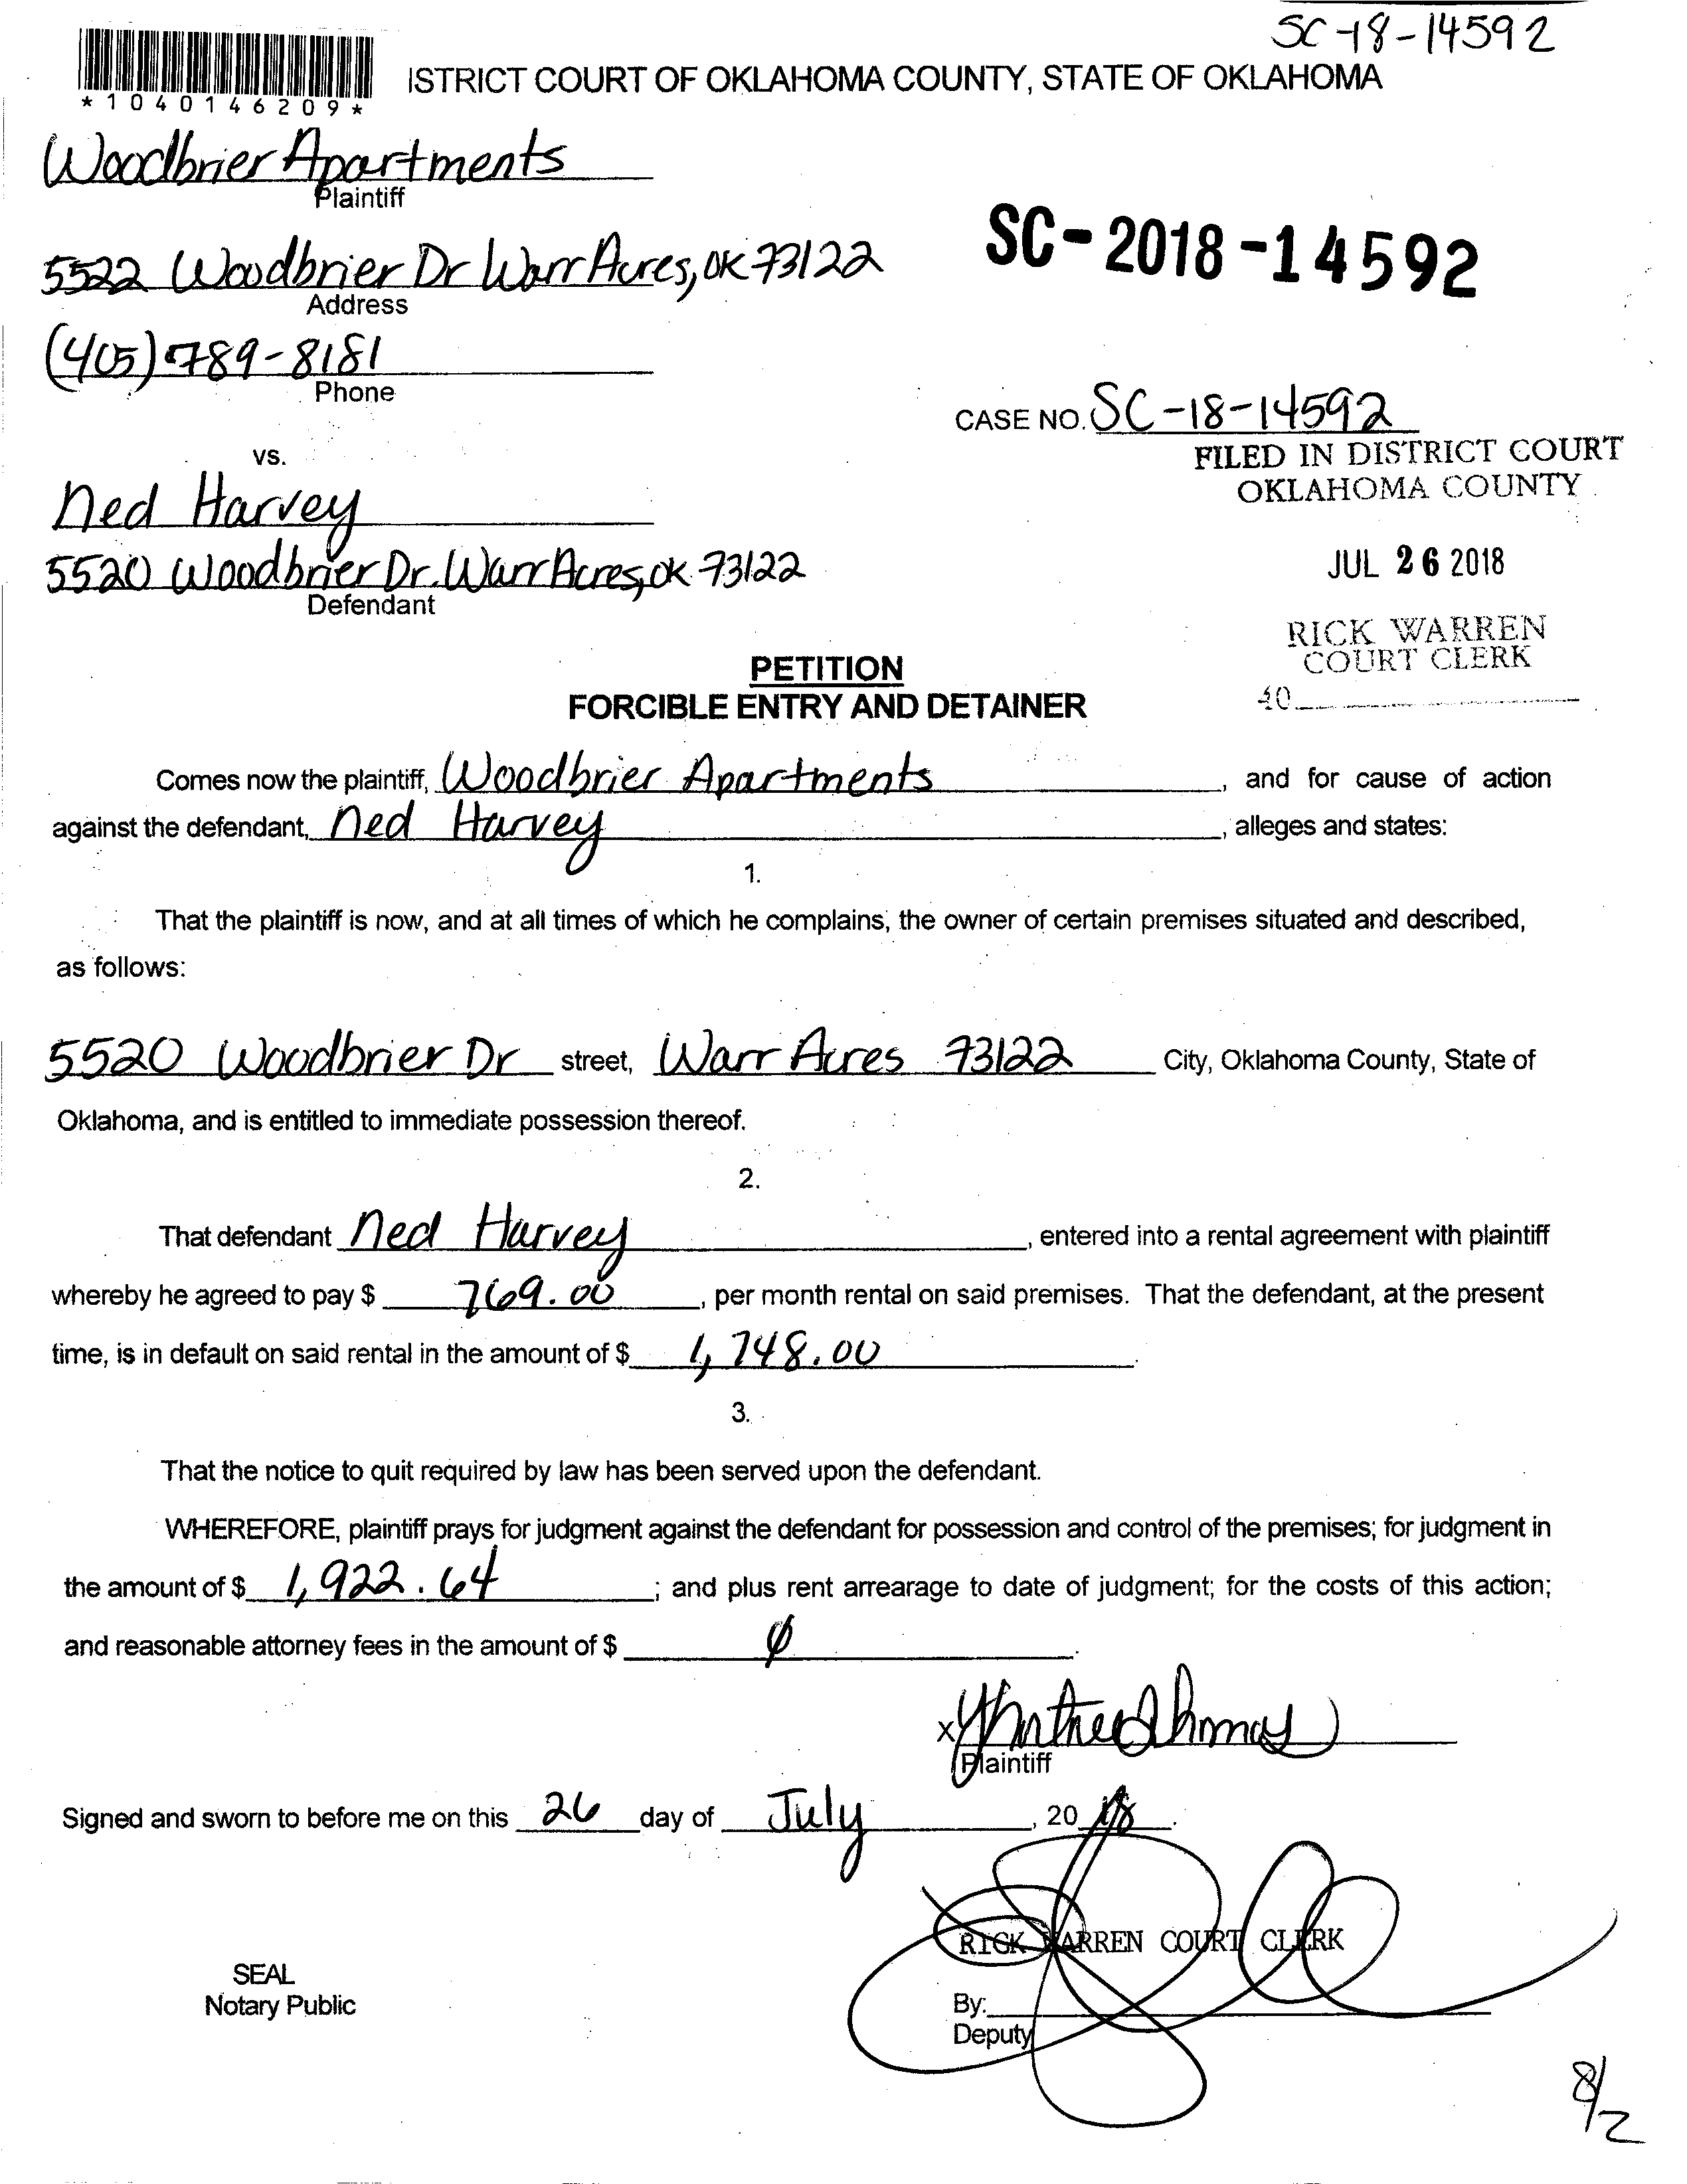 SC-18-14592
*1040146209*
ISTRICT COURT OF OKLAHOMA COUNTY, STATE OF OKLAHOMA
Woodbrier Apartments
Plaintiff
5522 Woodbrier Dr Warr Acres, OK 73122
Address
SC-2018-14592
(405) 789-8181
Phone
CASE NO. SC-18-14592
FILED IN DISTRICT COURT
OKLAHOMA COUNTY
vs.
Ned Harvey
5520 Woodbrier Dr. Warr Acres, OK 73122
Defendant
JUL 26 2018
RICK WARREN
COURT CLERK
40
PETITION
FORCIBLE ENTRY AND DETAINER
Comes now the plaintiff, Woodbrier Apartments, and for cause of action
against the defendant, Ned Harvey, alleges and states:
1.
That the plaintiff is now, and at all times of which he complains, the owner of certain premises situated and described,
as follows:
5520 Woodbrier Dr street, Warr Acres 73122 City, Oklahoma County, State of
Oklahoma, and is entitled to immediate possession thereof.
2.
That defendant Ned Harvey, entered into a rental agreement with plaintiff
whereby he agreed to pay $ 769.00, per month rental on said premises. That the defendant, at the present
time, is in default on said rental in the amount of $ 1,748.00.
3.
That the notice to quit required by law has been served upon the defendant.
WHEREFORE, plaintiff prays for judgment against the defendant for possession and control of the premises; for judgment in
the amount of $ 1,922.64; and plus rent arrearage to date of judgment; for the costs of this action;
and reasonable attorney fees in the amount of $ ∅.
x
Plaintiff
Signed and sworn to before me on this 26 day of July, 2018.
RICK WARREN COURT CLERK
SEAL
Notary Public
By:
Deputy
8/2